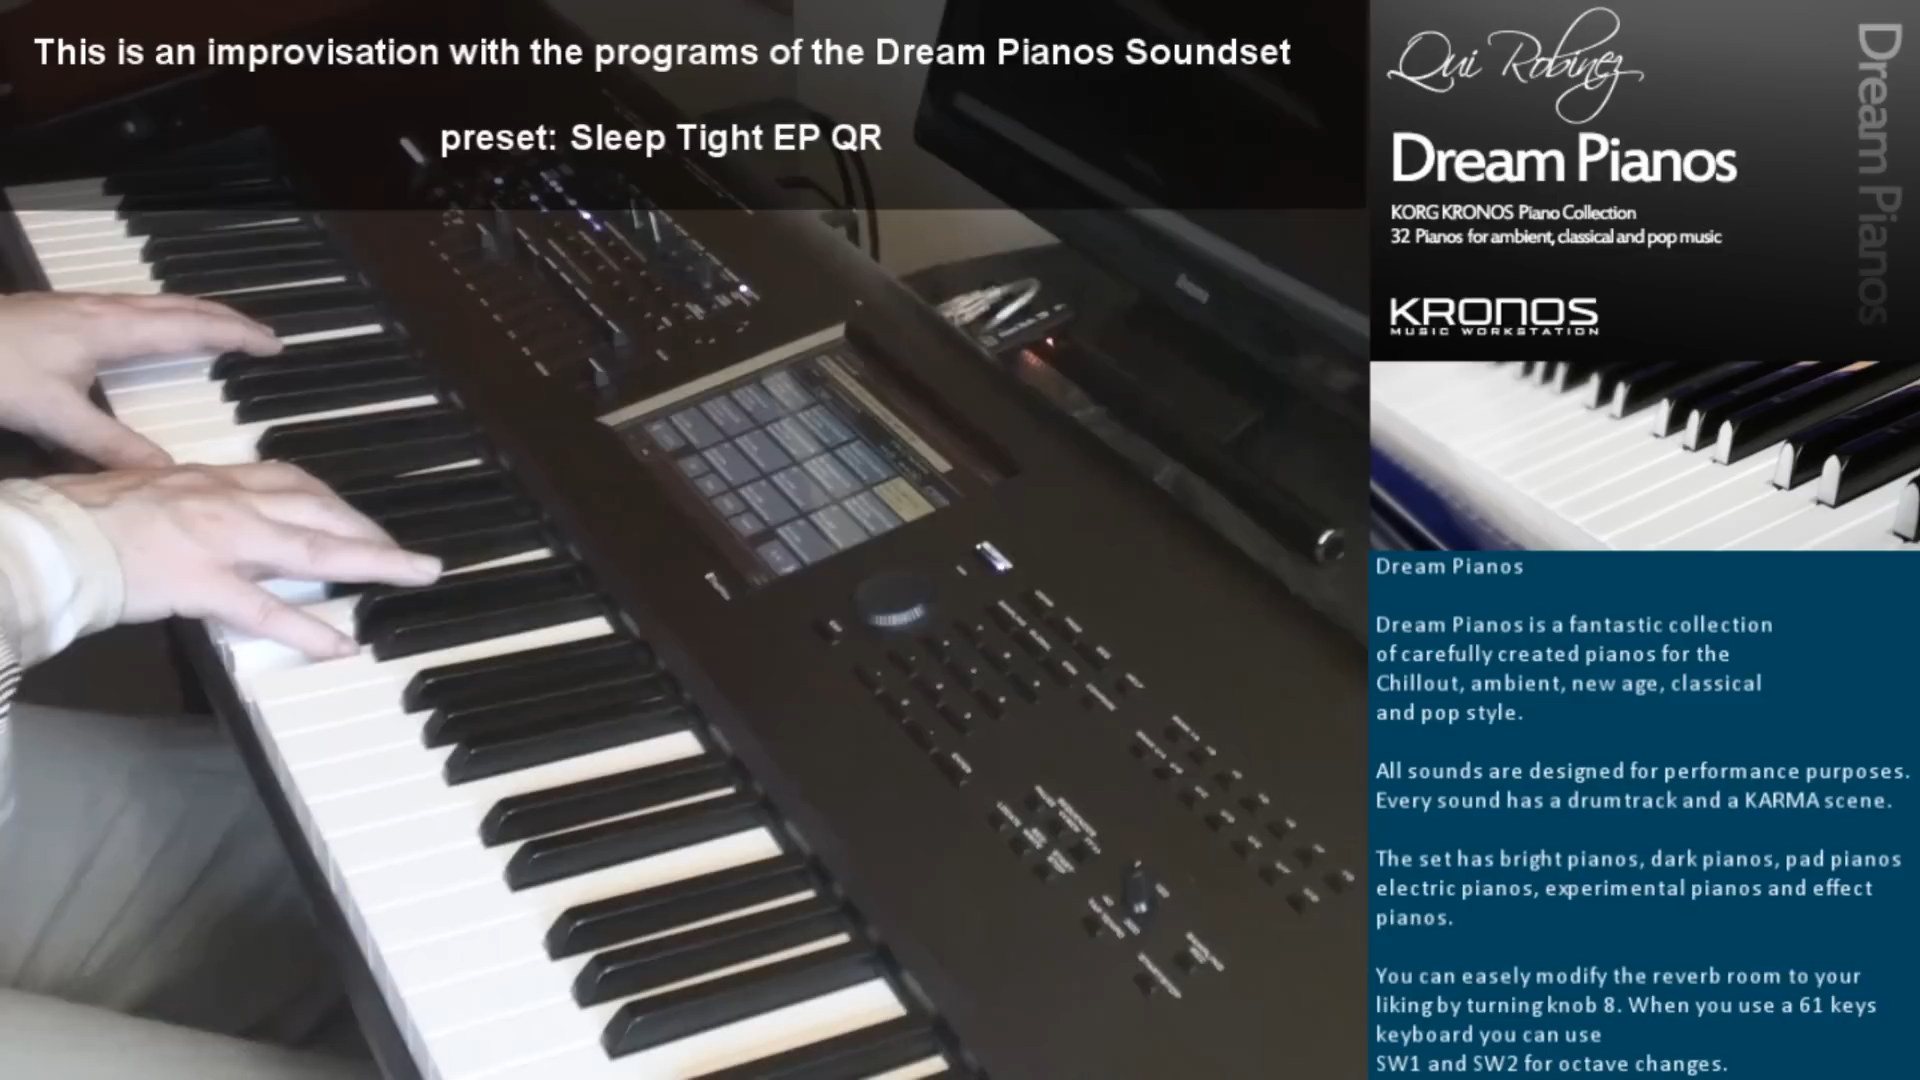 This is an improvisation with the programs of the Dream Pianos Soundset
preset: Sleep Tight EP QR
Qui Robinez
Dream Pianos
KORG KRONOS Piano Collection
32 Pianos for ambient, classical and pop music
KRONOS
MUSIC WORKSTATION
Dream Pianos
Dream Pianos
Dream Pianos is a fantastic collection
of carefully created pianos for the
Chillout, ambient, new age, classical
and pop style.
All sounds are designed for performance purposes.
Every sound has a drumtrack and a KARMA scene.
The set has bright pianos, dark pianos, pad pianos
electric pianos, experimental pianos and effect
pianos.
You can easely modify the reverb room to your
liking by turning knob 8. When you use a 61 keys
keyboard you can use
SW1 and SW2 for octave changes.